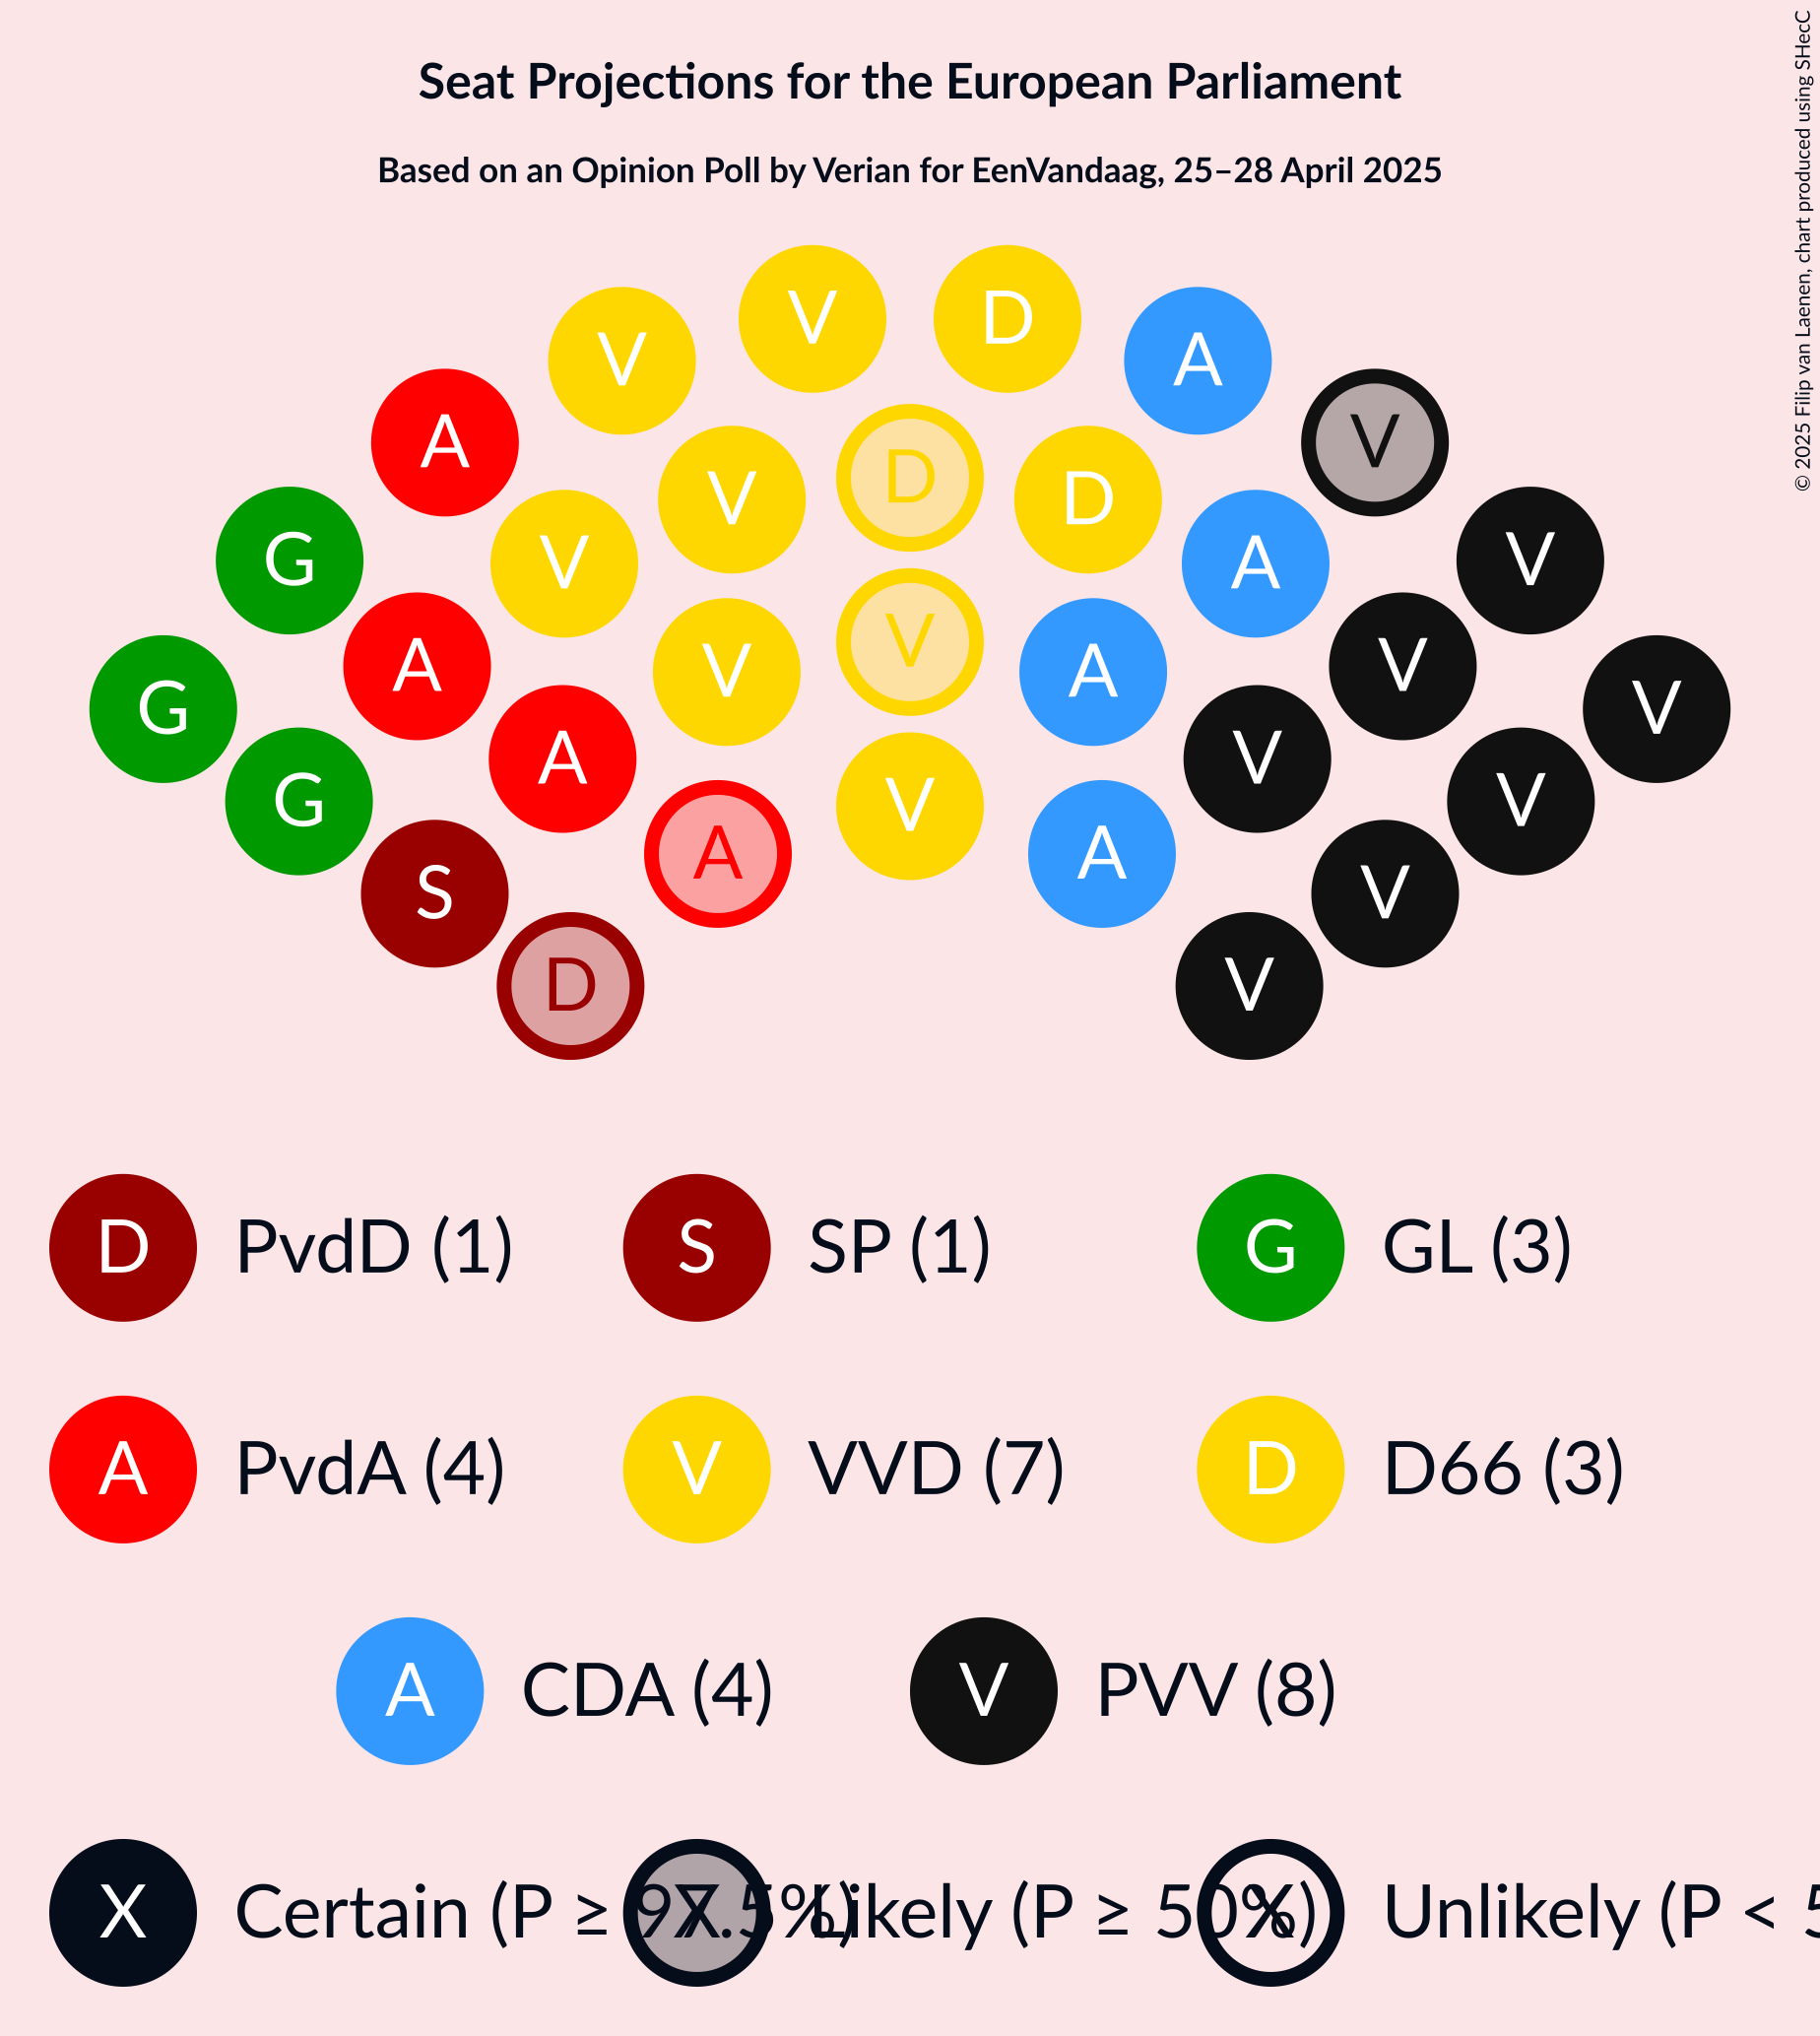 Seat Projections for the European Parliament
Based on an Opinion Poll by Verian for EenVandaag, 25–28 April 2025
© 2025 Filip van Laenen, chart produced using SHecC
V V D A
A V
V D D
G V A V
V
A V A V
G A V V
G A V V
S A A V
D V
D PvdD (1) S SP (1) G GL (3)
A PvdA (4) V VVD (7) D D66 (3)
A CDA (4) V PVV (8)
X Certain (P ≥ 97.5%) X Likely (P ≥ 50%) X Unlikely (P < 5